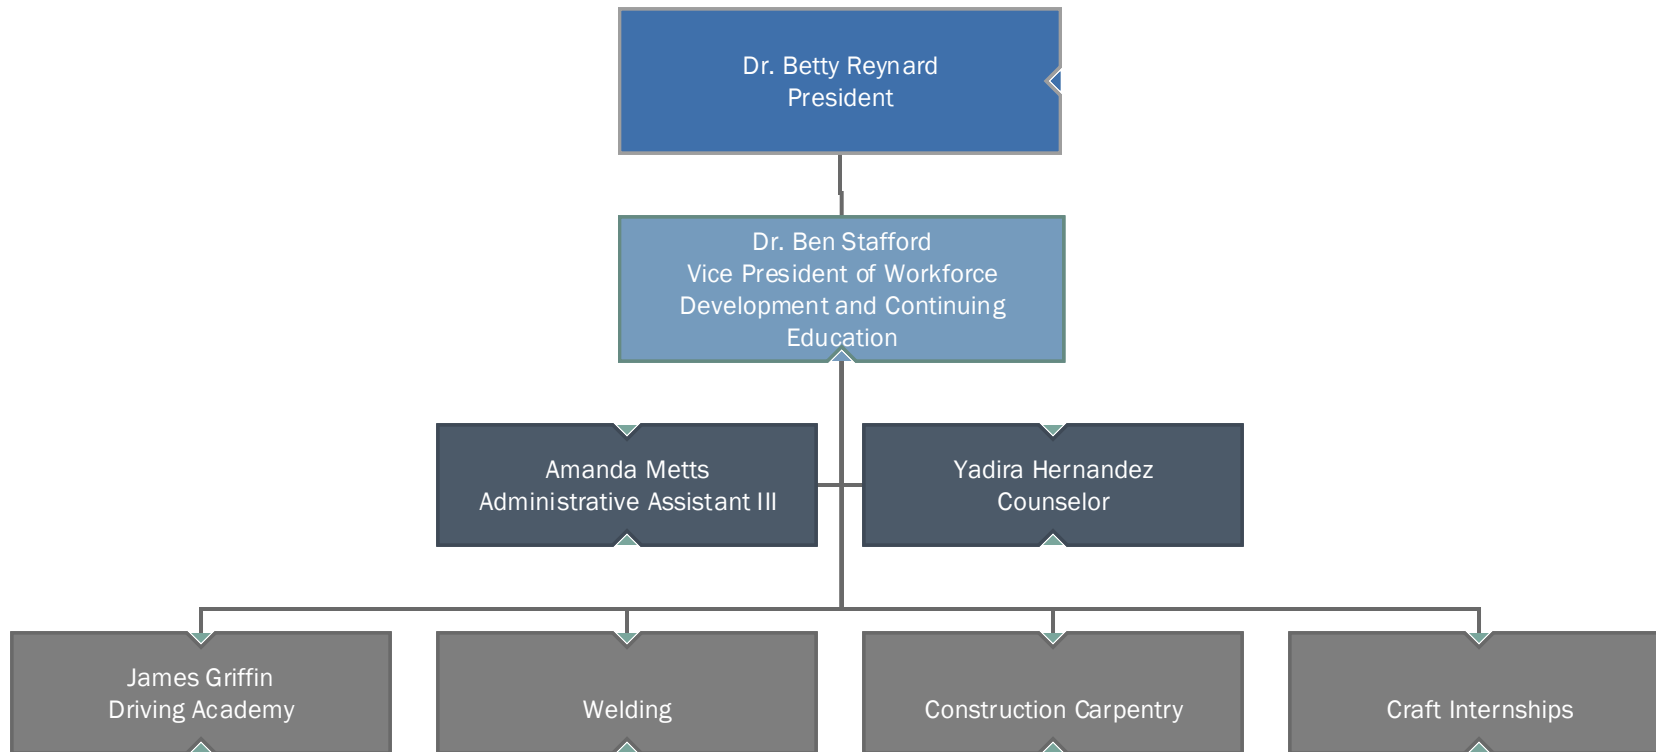 Dr. Betty Reynard
President
Dr. Ben Stafford
Vice President of Workforce
Development and Continuing
Education
Amanda Metts
Administrative Assistant III
Yadira Hernandez
Counselor
James Griffin
Driving Academy
Welding
Construction Carpentry
Craft Internships